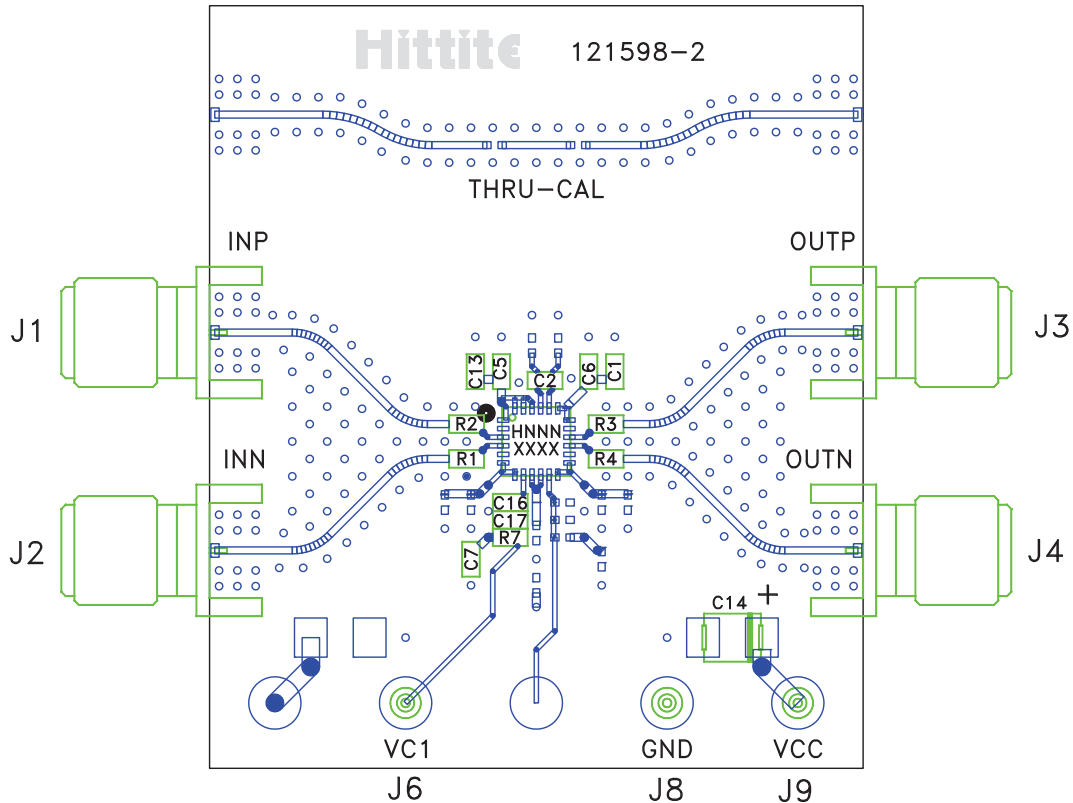 Hittite 121598-2
THRU-CAL
INP
OUTP
J1
J3
C13
C5
C2
C6
C1
R2
HNNN
XXXX
R3
R1
R4
INN
OUTN
C16
C17
R7
C7
J2
J4
C14 +
VC1
GND
VCC
J6
J8
J9